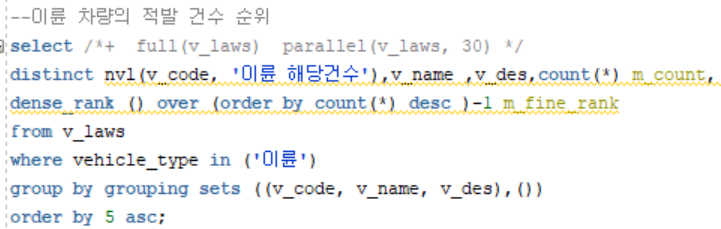 --이륜 차량의 적발 건수 순위
select /*+  full(v_laws)  parallel(v_laws, 30) */
distinct nvl(v_code, '이륜 해당건수'),v_name ,v_des,count(*) m_count,
dense_rank () over (order by count(*) desc )-1 m_fine_rank
from v_laws
where vehicle_type in ('이륜')
group by grouping sets ((v_code, v_name, v_des),())
order by 5 asc;